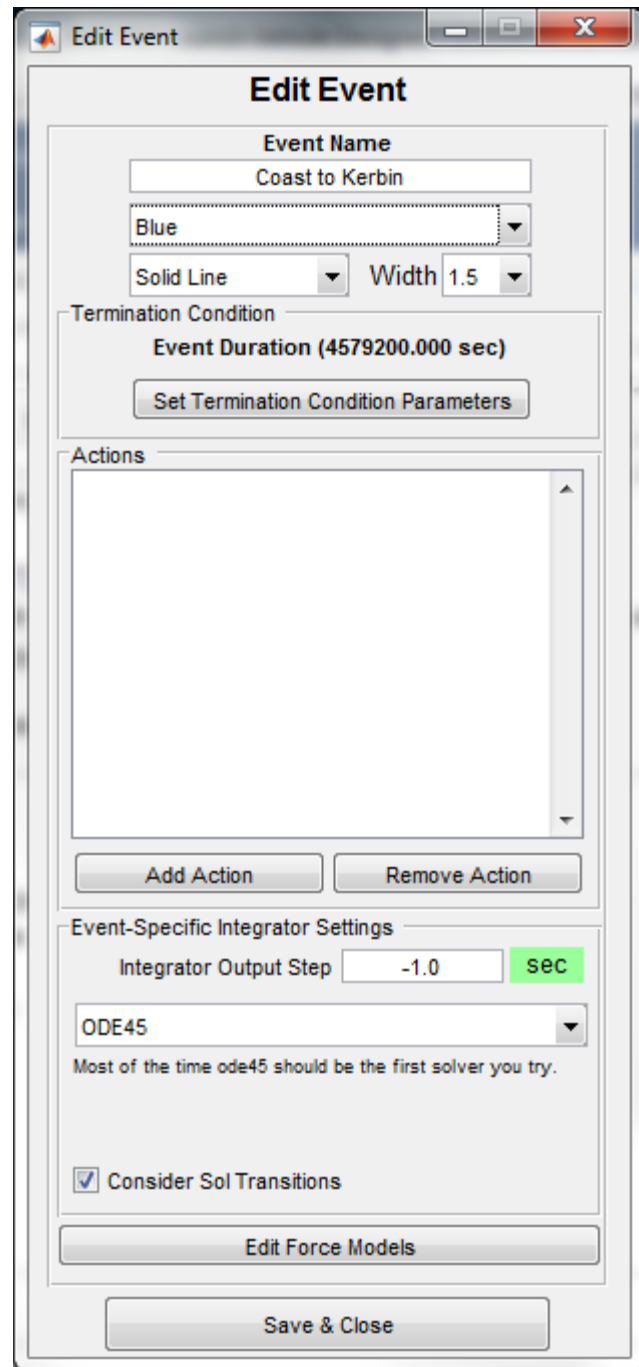 Edit Event
Edit Event
Event Name
Coast to Kerbin
Blue
Solid Line Width 1.5
Termination Condition
Event Duration (4579200.000 sec)
Set Termination Condition Parameters
Actions
Add Action Remove Action
Event-Specific Integrator Settings
Integrator Output Step -1.0 sec
ODE45
Most of the time ode45 should be the first solver you try.
Consider SoI Transitions
Edit Force Models
Save & Close